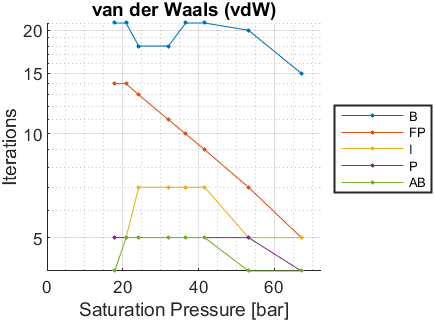 van der Waals (vdW)
20
15
10
5
Iterations
0
20
40
60
Saturation Pressure [bar]
B
FP
I
P
AB